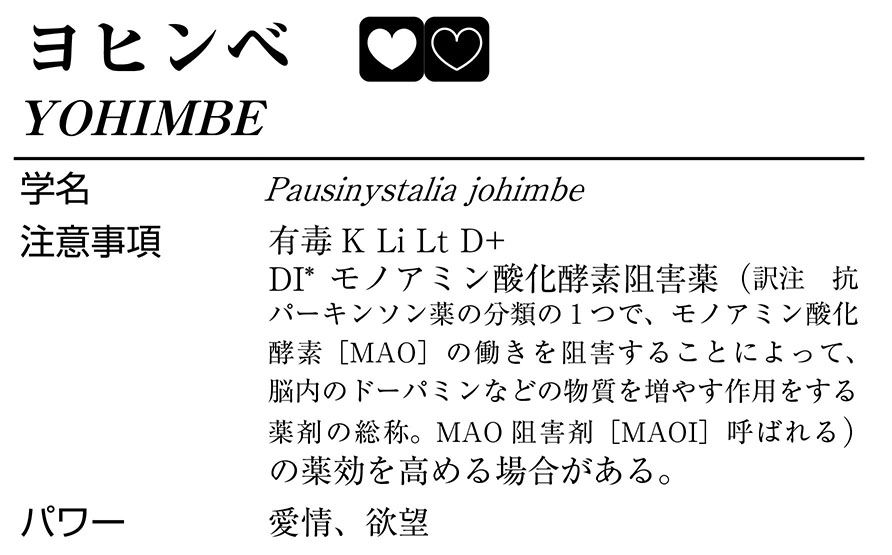 ヨヒンベ
YOHIMBE
学名 Pausinystalia johimbe
注意事項 有毒 K Li Lt D+
DI* モノアミン酸化酵素阻害薬（訳注　抗
パーキンソン薬の分類の１つで、モノアミン酸化
酵素［MAO］の働きを阻害することによって、
脳内のドーパミンなどの物質を増やす作用をする
薬剤の総称。MAO 阻害剤［MAOI］呼ばれる）
の薬効を高める場合がある。
パワー 愛情、欲望